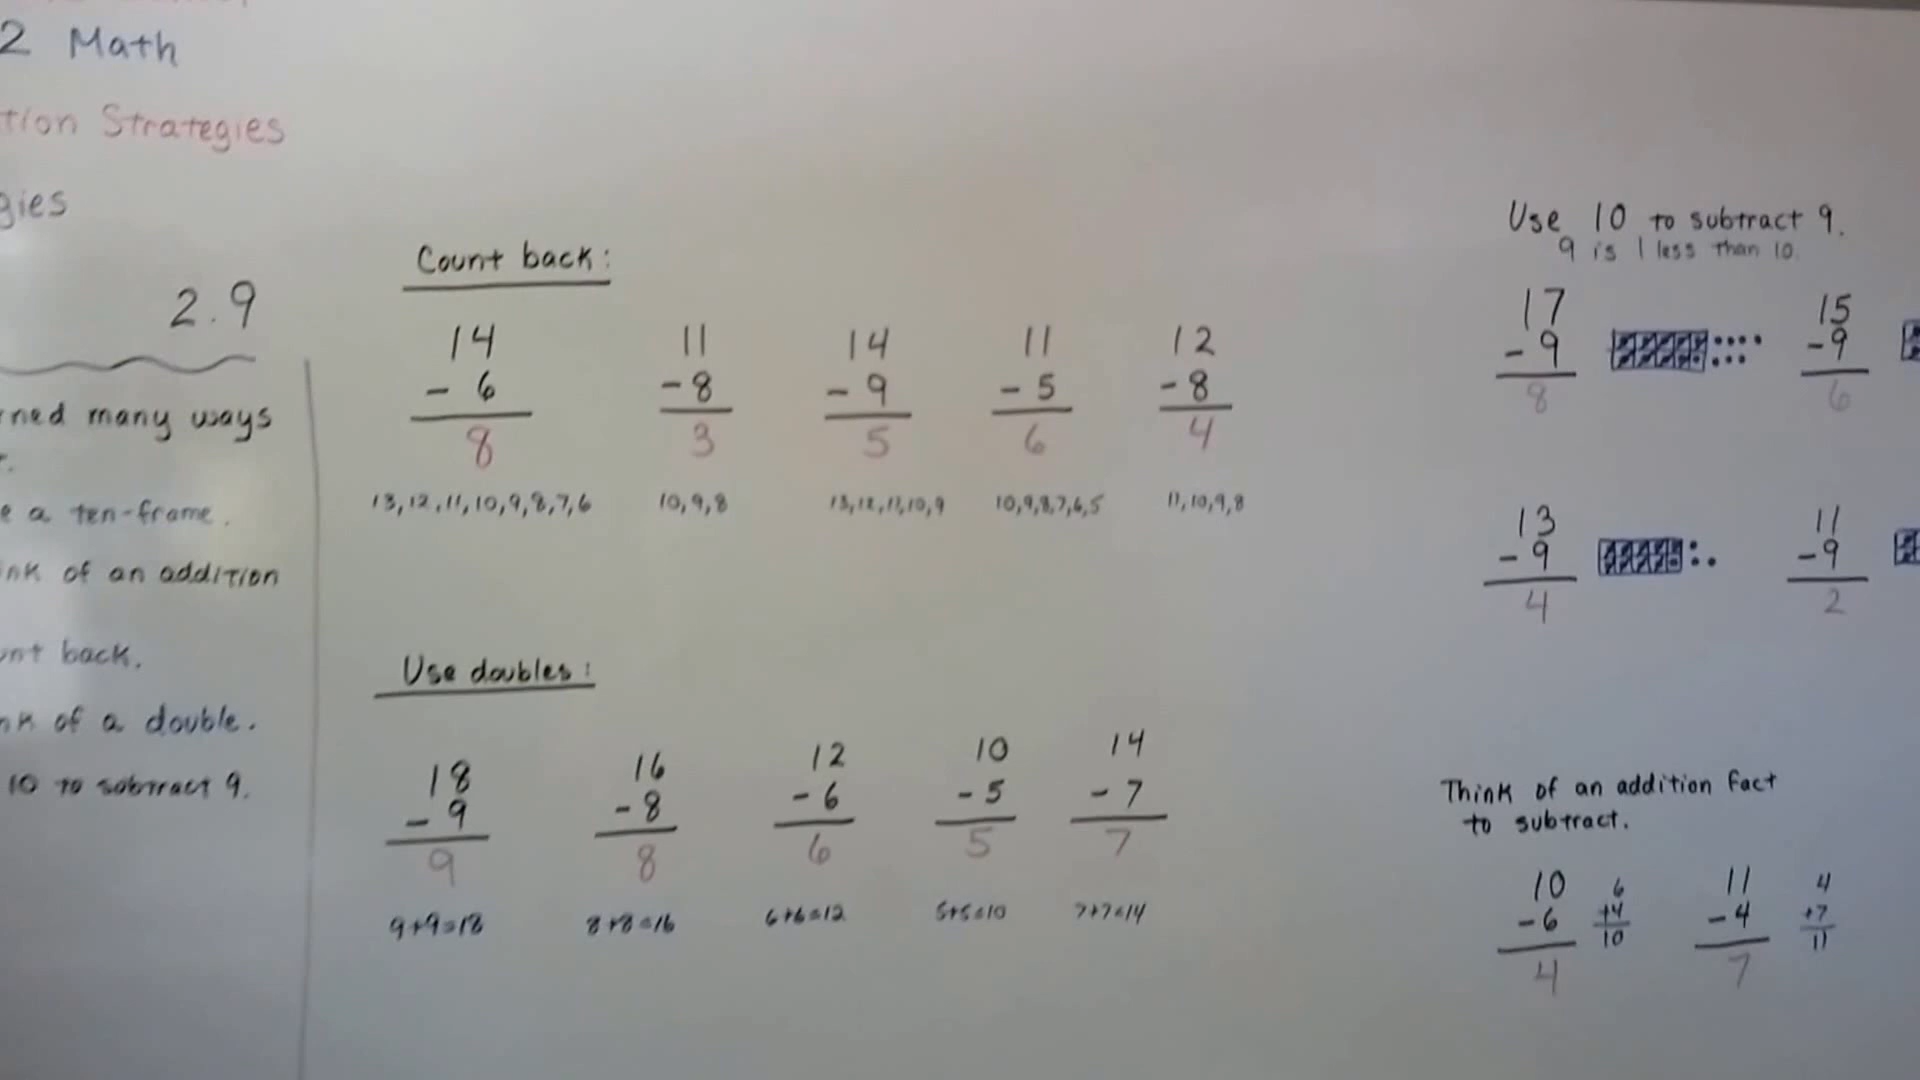 2 Math
tion Strategies
gies
2.9
ned many ways
e a ten-frame.
nk of an addition
unt back.
nk of a double.
10 to subtract 9.
Count back:
14 11 14 11 12
- 6 -8 -9 -5 -8
8 3 5 6 4
13, 12, 11, 10, 9, 8, 7, 6 10, 9, 8 13, 12, 11, 10, 9 10, 9, 8, 7, 6, 5 11, 10, 9, 8
Use doubles:
18 16 12 10 14
- 9 -8 -6 -5 -7
9 8 6 5 7
9+9=18 8+8=16 6+6=12 5+5=10 7+7=14
Use 10 to subtract 9.
9 is 1 less than 10.
17 15
-9 -9
8 6
13 11
-9 -9
4 2
Think of an addition fact
to subtract.
10 6 11 4
-6 +4 -4 +7
4 10 7 11